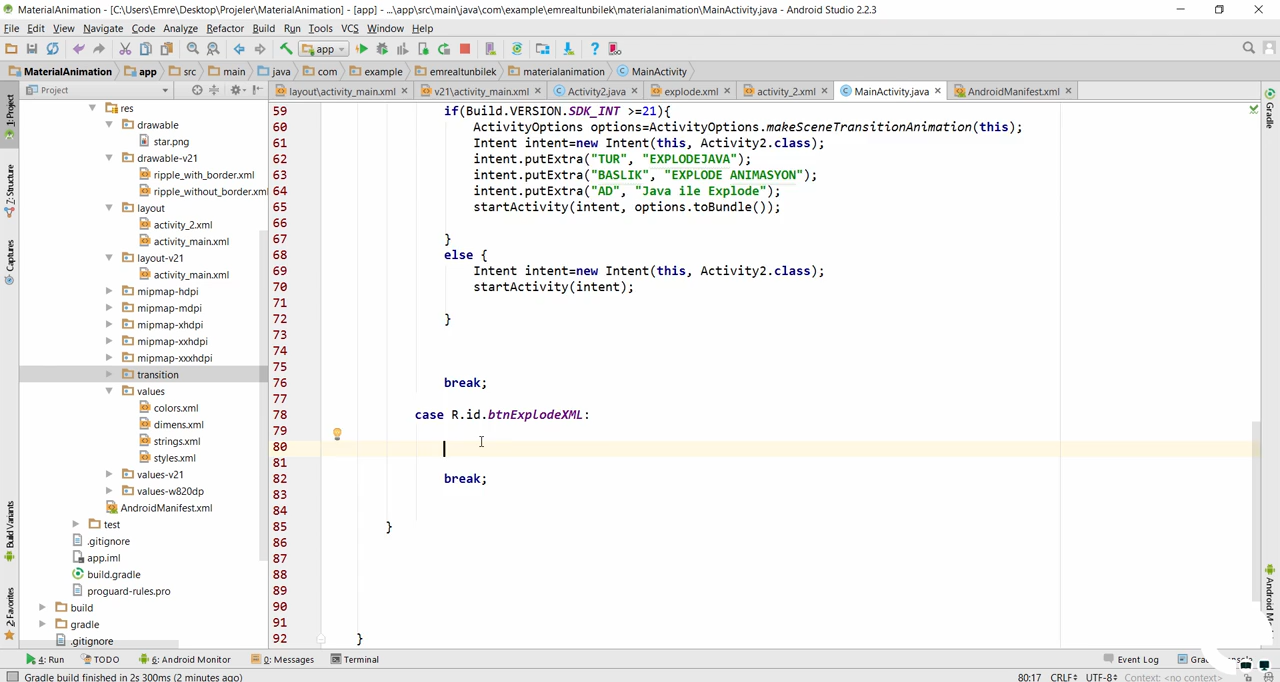 MaterialAnimation - [C:\Users\Emre\Desktop\Projeler\MaterialAnimation] - [app] - ...\app\src\main\java\com\example\emrealtunbilek\materialanimation\MainActivity.java - Android Studio 2.2.3
File Edit View Navigate Code Analyze Refactor Build Run Tools VCS Window Help
app
MaterialAnimation app src main java com example emrealtunbilek materialanimation MainActivity
Project layout\activity_main.xml v21\activity_main.xml Activity2.java explode.xml activity_2.xml MainActivity.java AndroidManifest.xml
1: Project
7: Structure
Captures
Build Variants
2: Favorites
res
drawable
star.png
drawable-v21
ripple_with_border.xml
ripple_without_border.xml
layout
activity_2.xml
activity_main.xml
layout-v21
activity_main.xml
mipmap-hdpi
mipmap-mdpi
mipmap-xhdpi
mipmap-xxhdpi
mipmap-xxxhdpi
transition
values
colors.xml
dimens.xml
strings.xml
styles.xml
values-v21
values-w820dp
AndroidManifest.xml
test
.gitignore
app.iml
build.gradle
proguard-rules.pro
build
gradle
.gitignore
59 if(Build.VERSION.SDK_INT >=21){
60 ActivityOptions options=ActivityOptions.makeSceneTransitionAnimation(this);
61 Intent intent=new Intent(this, Activity2.class);
62 intent.putExtra("TUR", "EXPLODEJAVA");
63 intent.putExtra("BASLIK", "EXPLODE ANIMASYON");
64 intent.putExtra("AD", "Java ile Explode");
65 startActivity(intent, options.toBundle());
66
67 }
68 else {
69 Intent intent=new Intent(this, Activity2.class);
70 startActivity(intent);
71
72 }
73
74
75
76 break;
77
78 case R.id.btnExplodeXML:
79
80
81
82 break;
83
84
85 }
86
87
88
89
90
91
92 }
Gradle
4: Run TODO 6: Android Monitor 0: Messages Terminal Event Log
Gradle build finished in 2s 300ms (2 minutes ago) 80:17 CRLF UTF-8 Context: <no context>